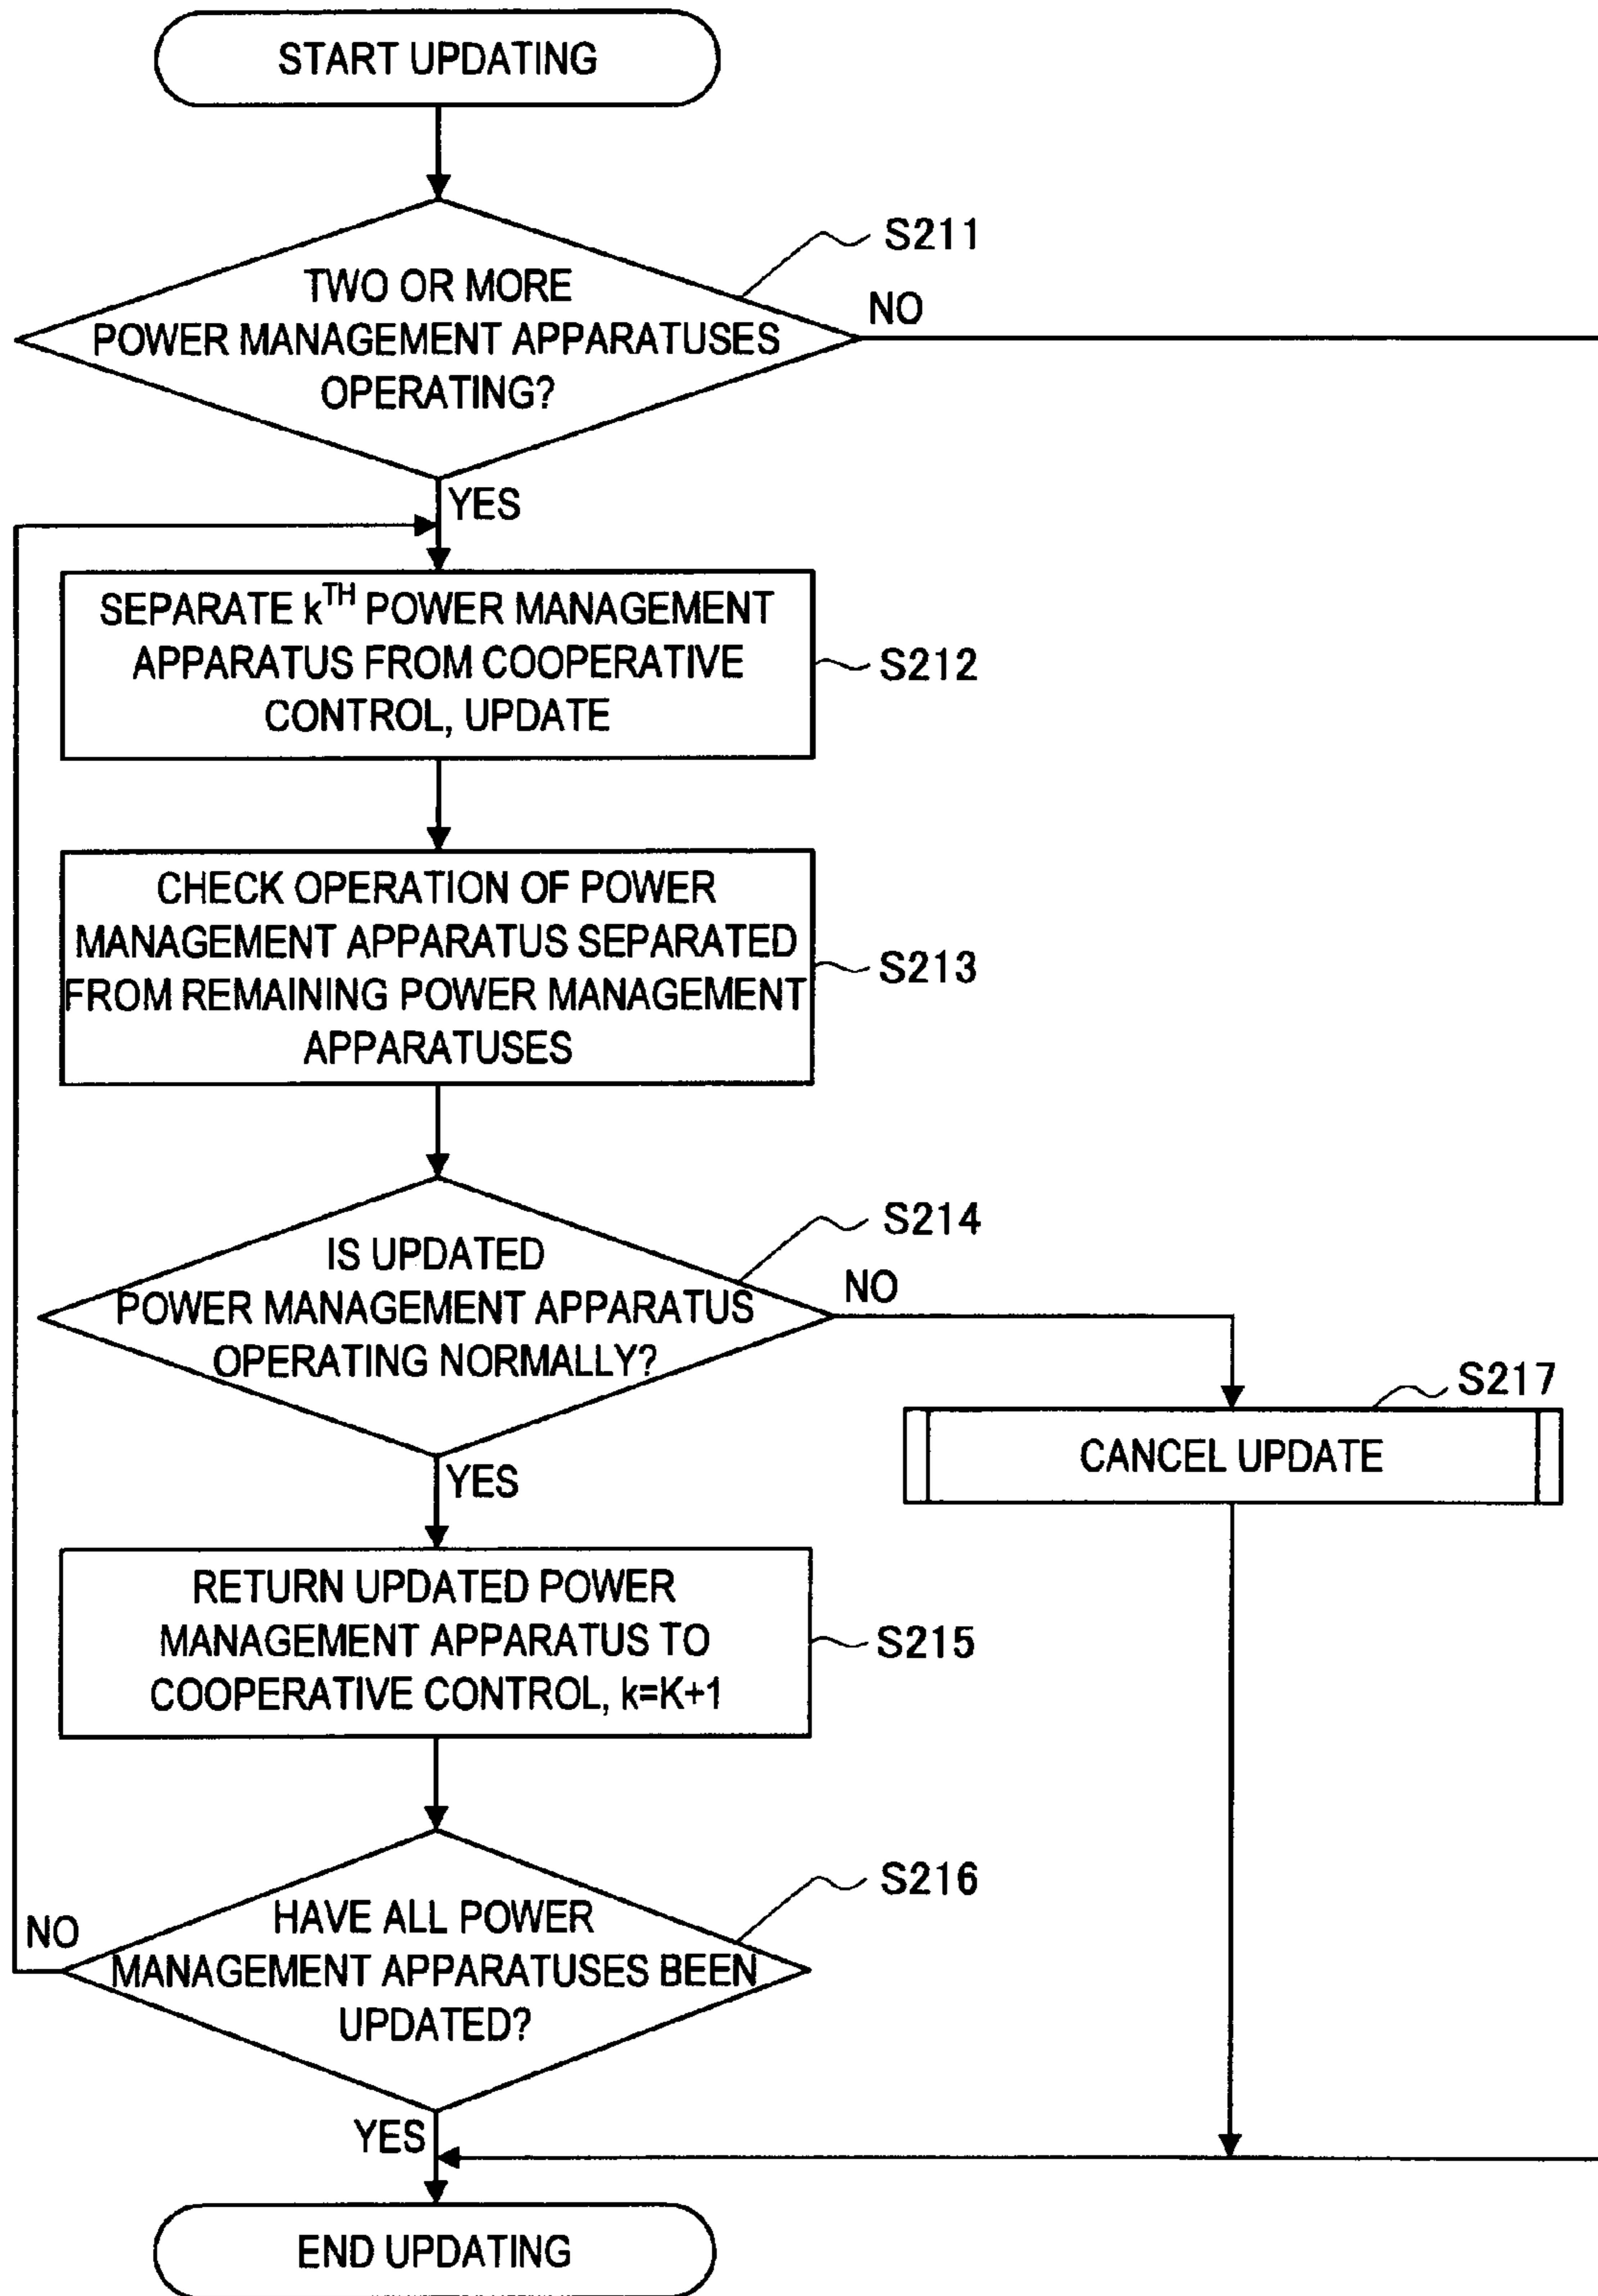 START UPDATING
S211
TWO OR MORE
POWER MANAGEMENT APPARATUSES
OPERATING?
NO
YES
SEPARATE kTH POWER MANAGEMENT
APPARATUS FROM COOPERATIVE
CONTROL, UPDATE
S212
CHECK OPERATION OF POWER
MANAGEMENT APPARATUS SEPARATED
FROM REMAINING POWER MANAGEMENT
APPARATUSES
S213
S214
IS UPDATED
POWER MANAGEMENT APPARATUS
OPERATING NORMALLY?
NO
S217
CANCEL UPDATE
YES
RETURN UPDATED POWER
MANAGEMENT APPARATUS TO
COOPERATIVE CONTROL, k=K+1
S215
S216
HAVE ALL POWER
MANAGEMENT APPARATUSES BEEN
UPDATED?
NO
YES
END UPDATING